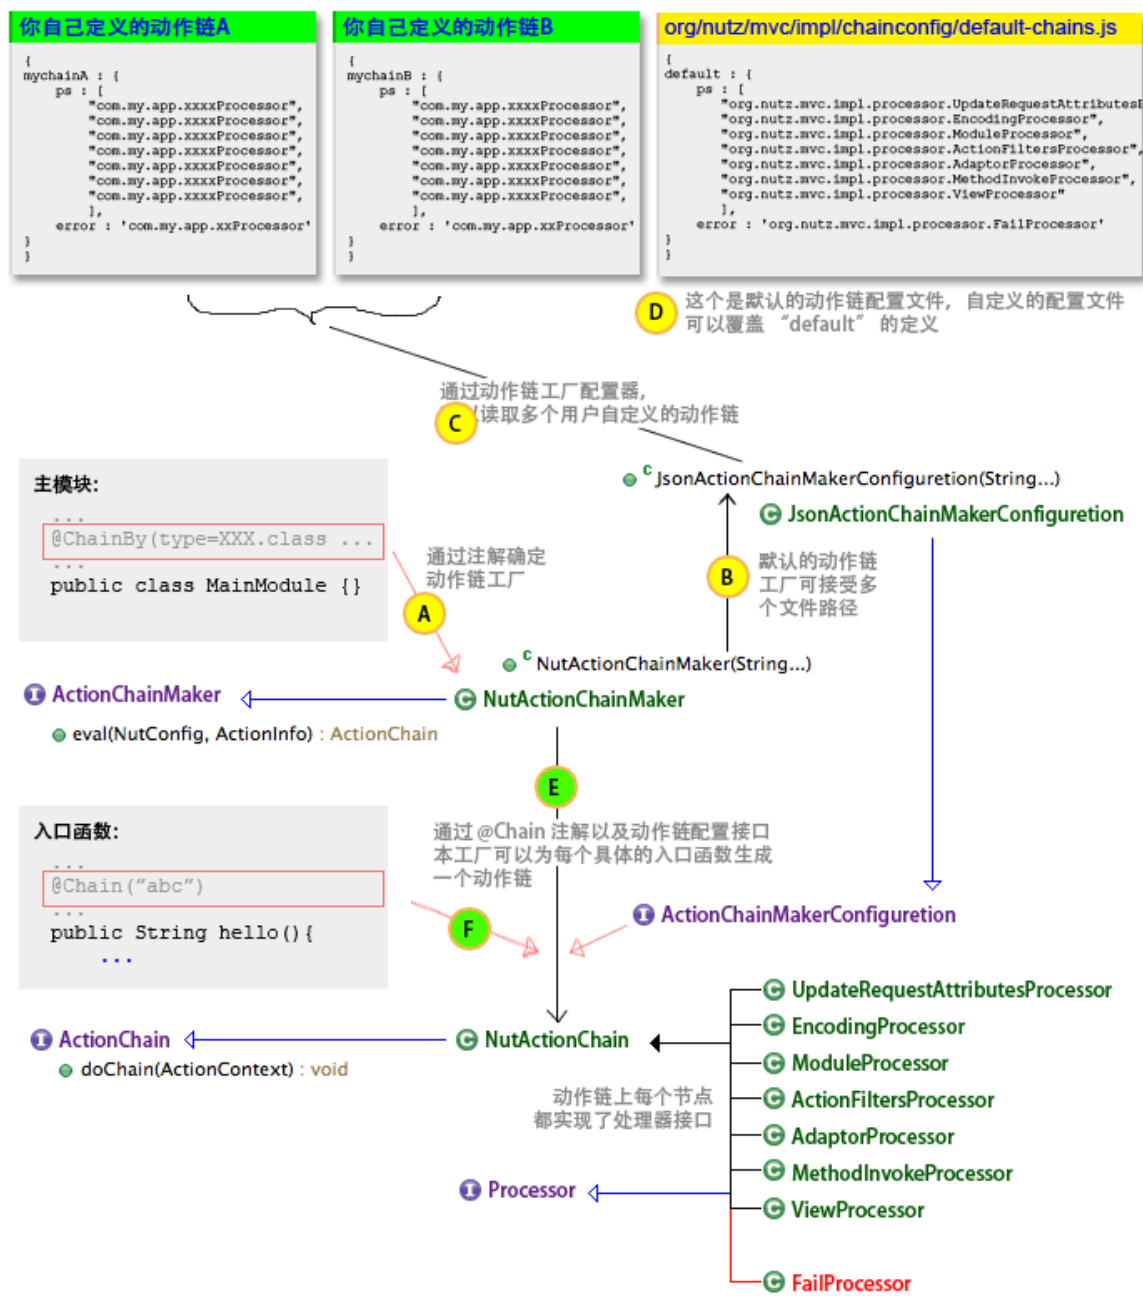 你自己定义的动作链A
{
mychainA : {
ps : [
"com.my.app.xxxxProcessor",
"com.my.app.xxxxProcessor",
"com.my.app.xxxxProcessor",
"com.my.app.xxxxProcessor",
"com.my.app.xxxxProcessor",
"com.my.app.xxxxProcessor",
"com.my.app.xxxxProcessor",
],
error : 'com.my.app.xxProcessor'
}
}
你自己定义的动作链B
{
mychainB : {
ps : [
"com.my.app.xxxxProcessor",
"com.my.app.xxxxProcessor",
"com.my.app.xxxxProcessor",
"com.my.app.xxxxProcessor",
"com.my.app.xxxxProcessor",
"com.my.app.xxxxProcessor",
"com.my.app.xxxxProcessor",
],
error : 'com.my.app.xxProcessor'
}
}
org/nutz/mvc/impl/chainconfig/default-chains.js
{
default : {
ps : [
"org.nutz.mvc.impl.processor.UpdateRequestAttributes
"org.nutz.mvc.impl.processor.EncodingProcessor",
"org.nutz.mvc.impl.processor.ModuleProcessor",
"org.nutz.mvc.impl.processor.ActionFiltersProcessor",
"org.nutz.mvc.impl.processor.AdaptorProcessor",
"org.nutz.mvc.impl.processor.MethodInvokeProcessor",
"org.nutz.mvc.impl.processor.ViewProcessor"
],
error : 'org.nutz.mvc.impl.processor.FailProcessor'
}
}
D
这个是默认的动作链配置文件，自定义的配置文件
可以覆盖 “default” 的定义
通过动作链工厂配置器，
C
读取多个用户自定义的动作链
C JsonActionChainMakerConfiguretion(String...)
C JsonActionChainMakerConfiguretion
主模块：
...
@ChainBy(type=XXX.class ...
...
public class MainModule {}
通过注解确定
动作链工厂
A
B
默认的动作链
工厂可接受多
个文件路径
C NutActionChainMaker(String...)
I ActionChainMaker
C NutActionChainMaker
eval(NutConfig, ActionInfo) : ActionChain
E
入口函数：
...
@Chain(”abc”)
...
public String hello(){
...
通过 @Chain 注解以及动作链配置接口
本工厂可以为每个具体的入口函数生成
一个动作链
F
I ActionChainMakerConfiguretion
I ActionChain
C NutActionChain
doChain(ActionContext) : void
C UpdateRequestAttributesProcessor
C EncodingProcessor
C ModuleProcessor
C ActionFiltersProcessor
C AdaptorProcessor
C MethodInvokeProcessor
C ViewProcessor
C FailProcessor
动作链上每个节点
都实现了处理器接口
I Processor